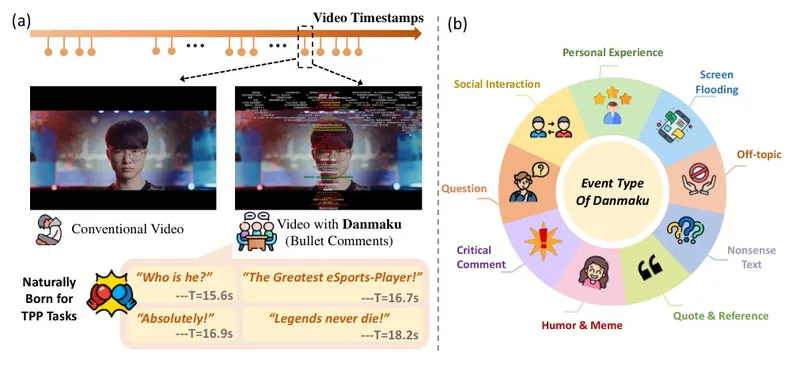 (a)
Video Timestamps
Conventional Video
Video with Danmaku
(Bullet Comments)
Naturally
Born for
TPP Tasks
“Who is he?”
---T=15.6s
“The Greatest eSports-Player!”
---T=16.7s
“Absolutely!”
---T=16.9s
“Legends never die!”
---T=18.2s
(b)
Personal Experience
Social Interaction
Screen
Flooding
Question
Off-topic
Event Type
Of Danmaku
Critical
Comment
Nonsense
Text
Humor & Meme
Quote & Reference